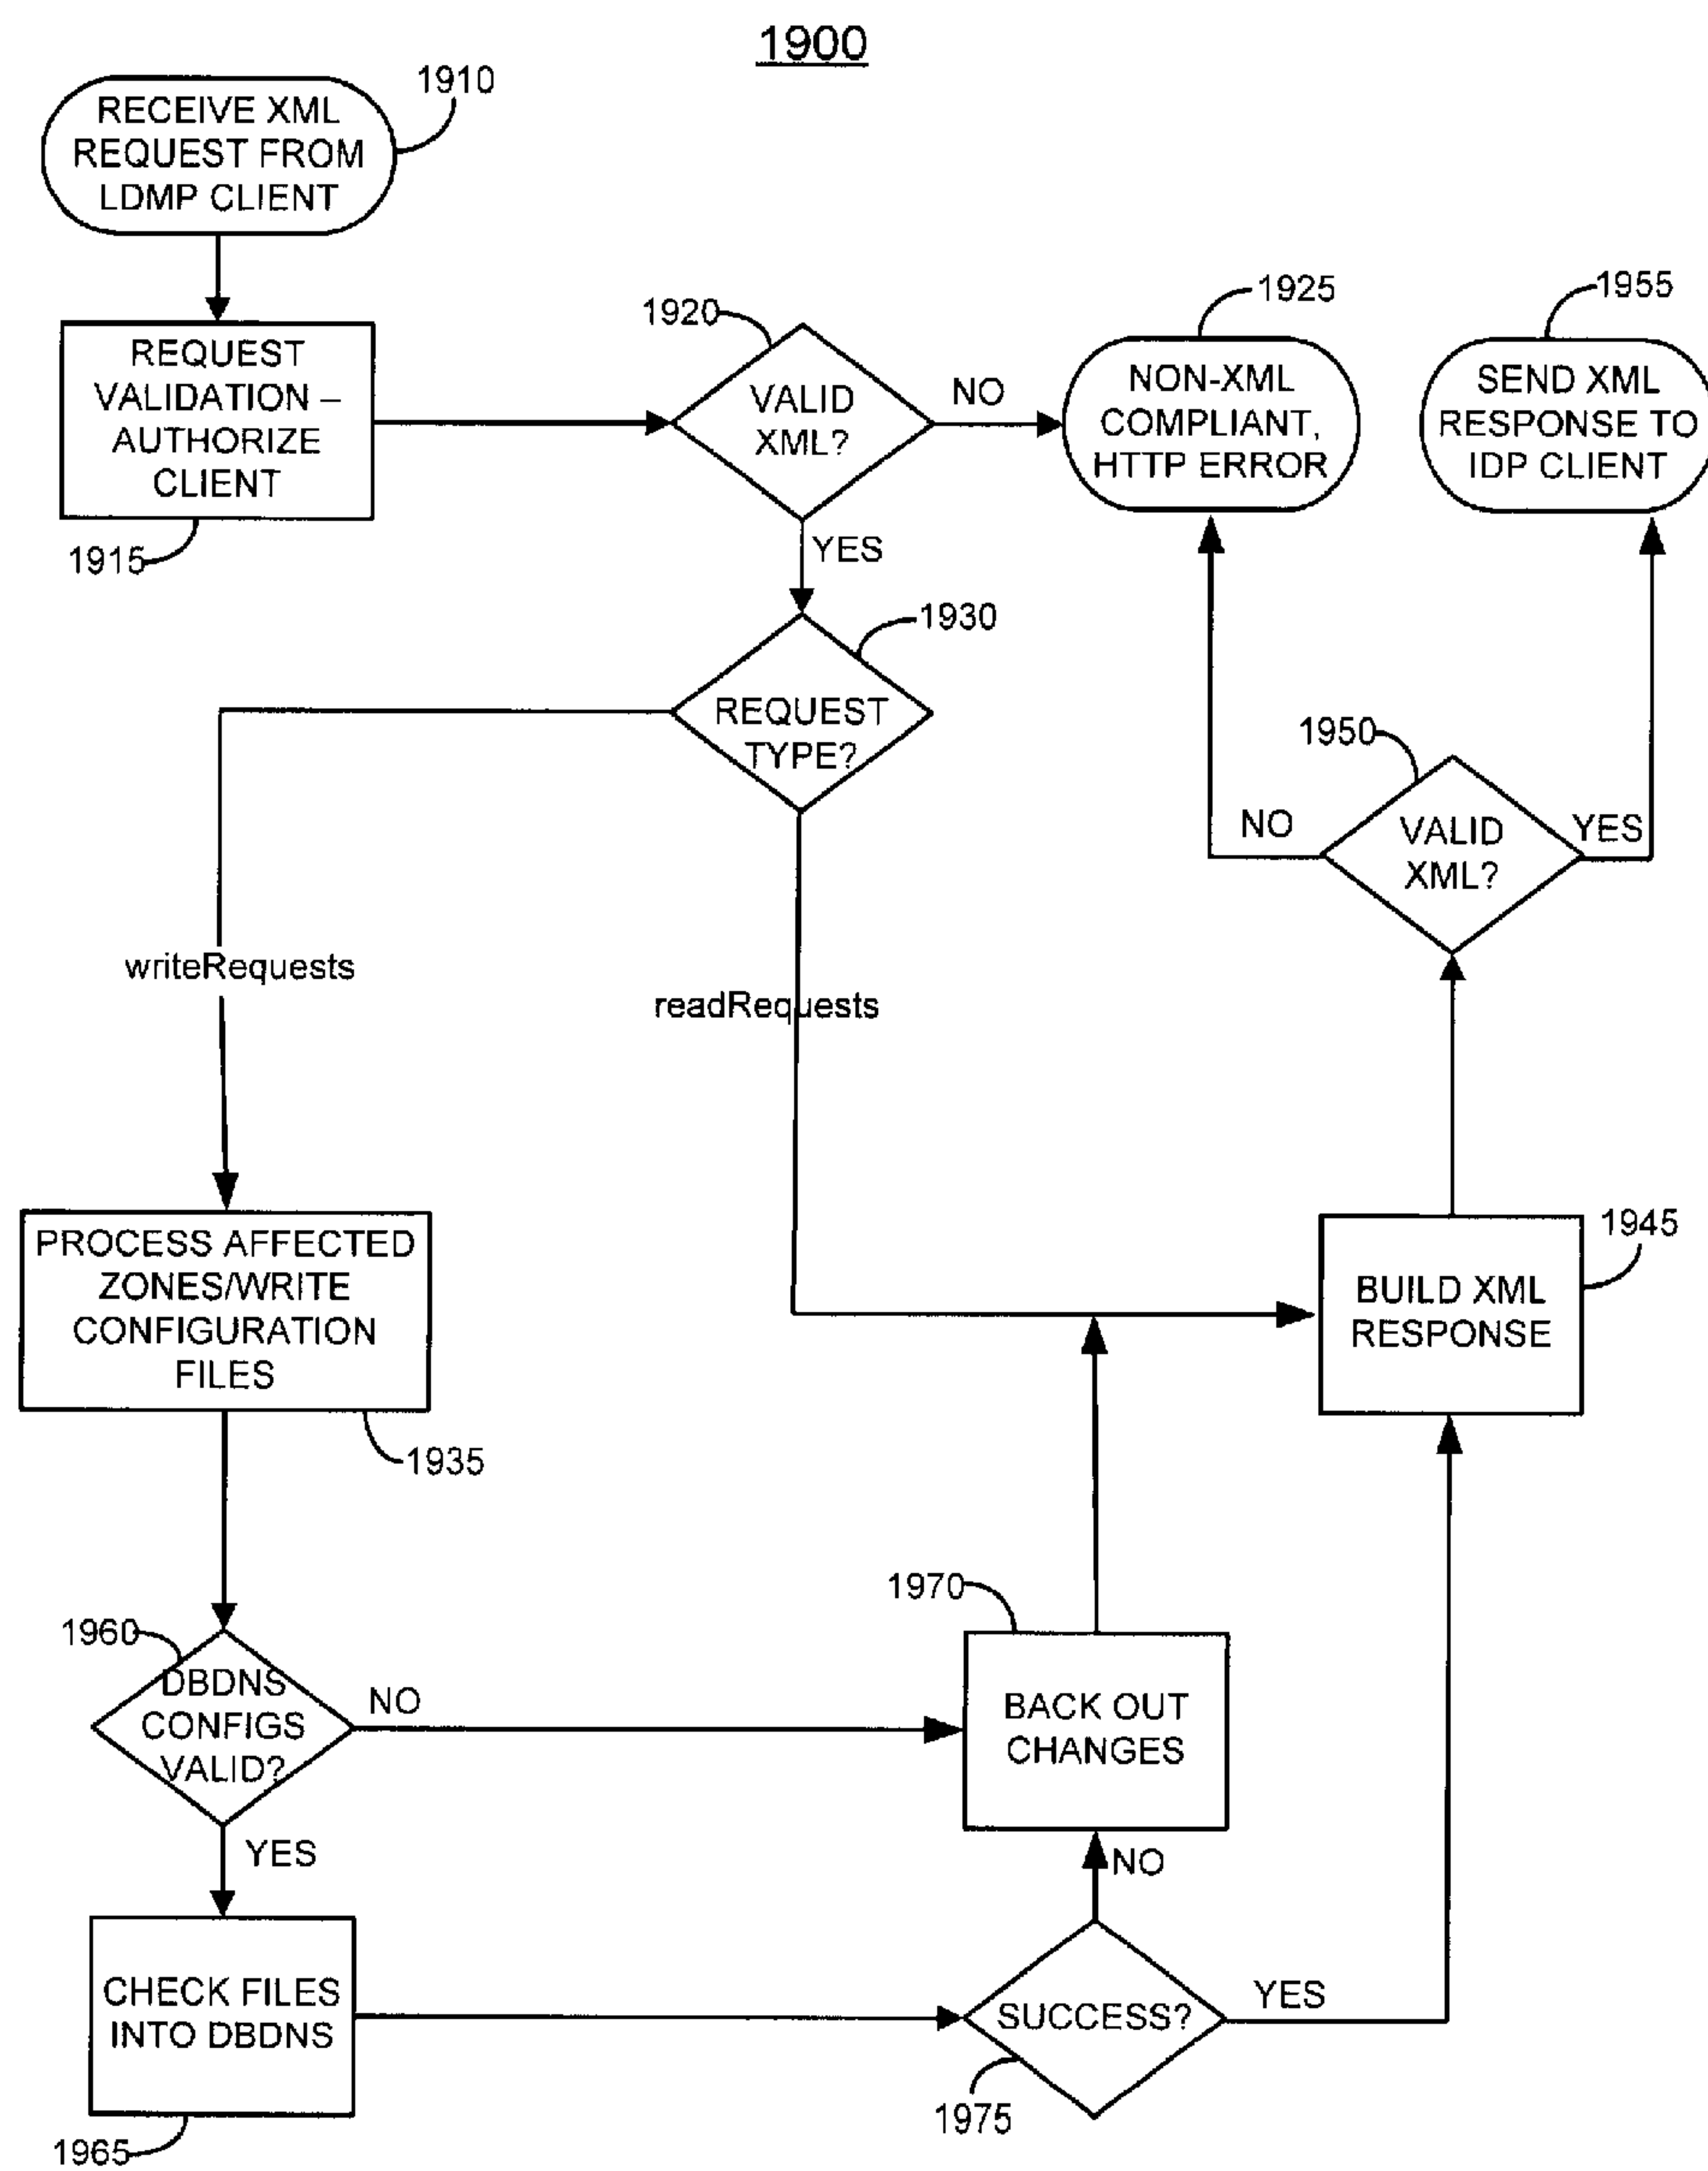 1900
1910
RECEIVE XML
REQUEST FROM
LDMP CLIENT
REQUEST
VALIDATION –
AUTHORIZE
CLIENT
1915
1920
VALID
XML?
NO
YES
1925
NON-XML
COMPLIANT,
HTTP ERROR
1955
SEND XML
RESPONSE TO
IDP CLIENT
1930
REQUEST
TYPE?
1950
VALID
XML?
NO
YES
writeRequests
readRequests
PROCESS AFFECTED
ZONES/WRITE
CONFIGURATION
FILES
1935
1945
BUILD XML
RESPONSE
1960
DBDNS
CONFIGS
VALID?
NO
YES
1970
BACK OUT
CHANGES
NO
CHECK FILES
INTO DBDNS
1965
SUCCESS?
YES
1975